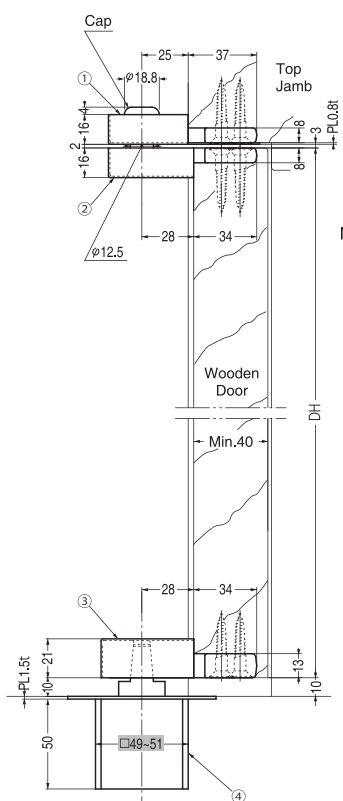 Cap
25
37
φ18.8
Top
Jamb
①
4
16
8
3
PL0.8t
2
16
8
②
φ12.5
28
34
Wooden
Door
DH
Min.40
28
34
③
21
13
PL1.5t
10
10
50
□49~51
④